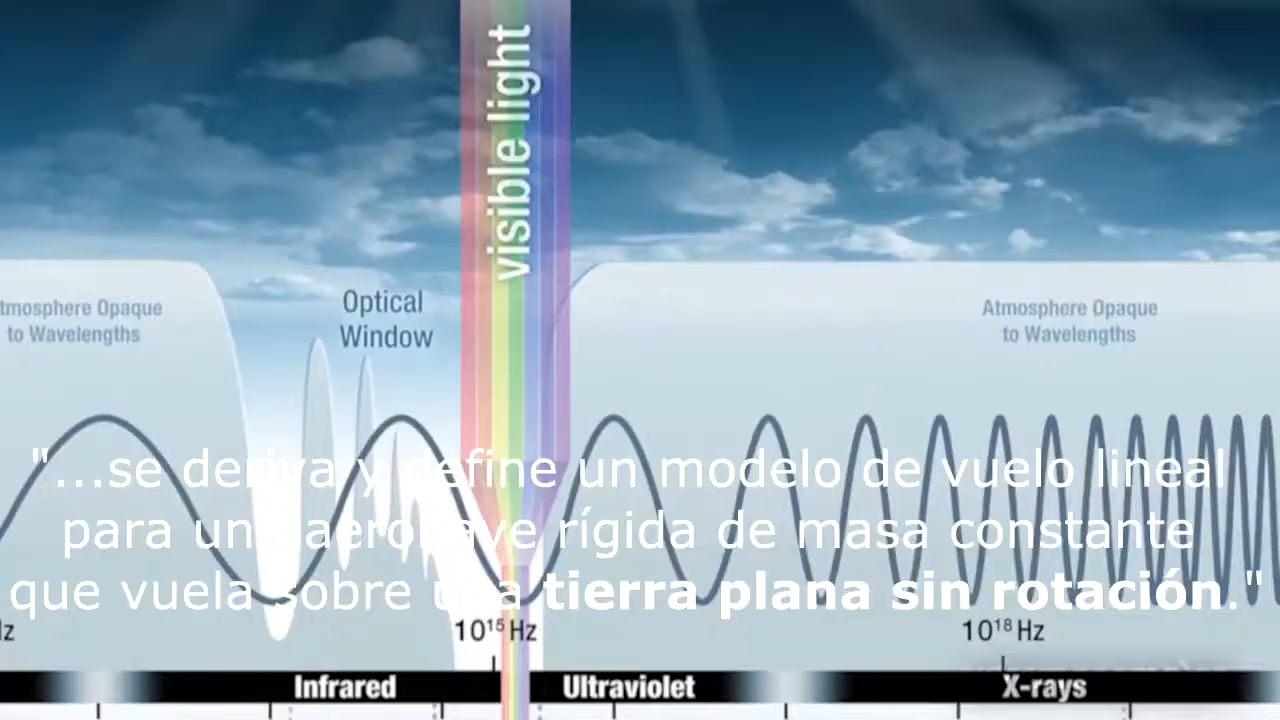 visible light
Atmosphere Opaque
to Wavelengths
Optical
Window
tmosphere Opaque
to Wavelengths
"...se deriva y define un modelo de vuelo lineal
para una aeronave rígida de masa constante
que vuela sobre una tierra plana sin rotación."
Hz
10¹⁵ Hz
10¹⁸ Hz
Infrared
Ultraviolet
X-rays